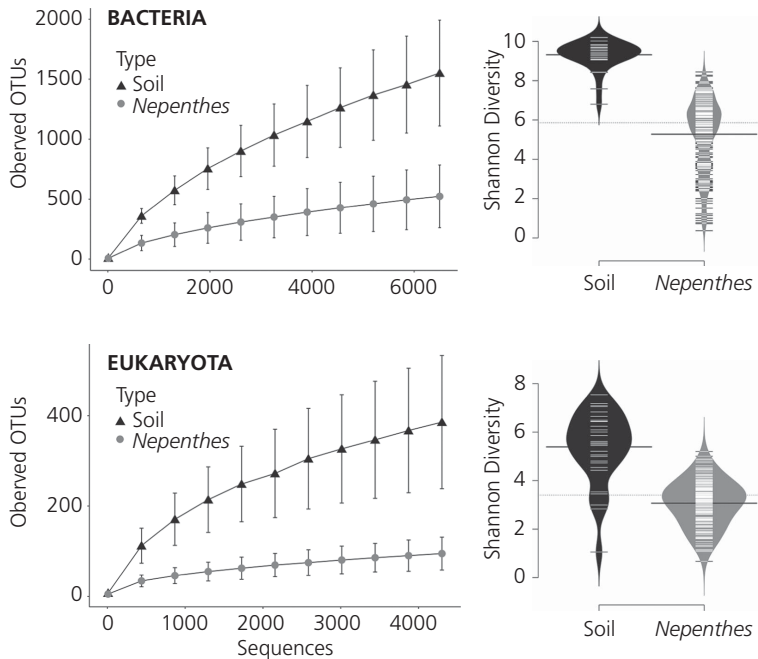 BACTERIA
Type
Soil
Nepenthes
Oberved OTUs
2000
1500
1000
500
0
0 2000 4000 6000
Shannon Diversity
10
8
6
4
2
0
Soil Nepenthes
EUKARYOTA
Type
Soil
Nepenthes
Oberved OTUs
400
200
0
0 1000 2000 3000 4000
Sequences
Shannon Diversity
8
6
4
2
0
Soil Nepenthes